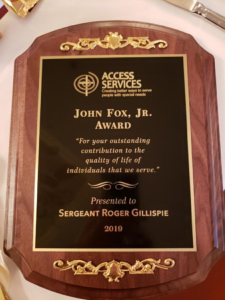 ACCESS
SERVICES
Creating better ways to serve
people with special needs
JOHN FOX, JR.
AWARD
"For your outstanding
contribution to the
quality of life of
individuals that we serve."
Presented to
SERGEANT ROGER GILLISPIE
2019